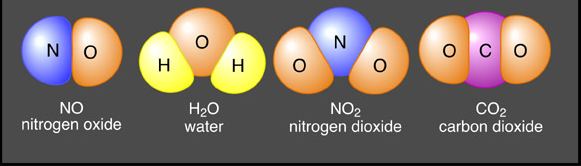 N O
O
H H
N
O O
O C O
NO
nitrogen oxide
H₂O
water
NO₂
nitrogen dioxide
CO₂
carbon dioxide